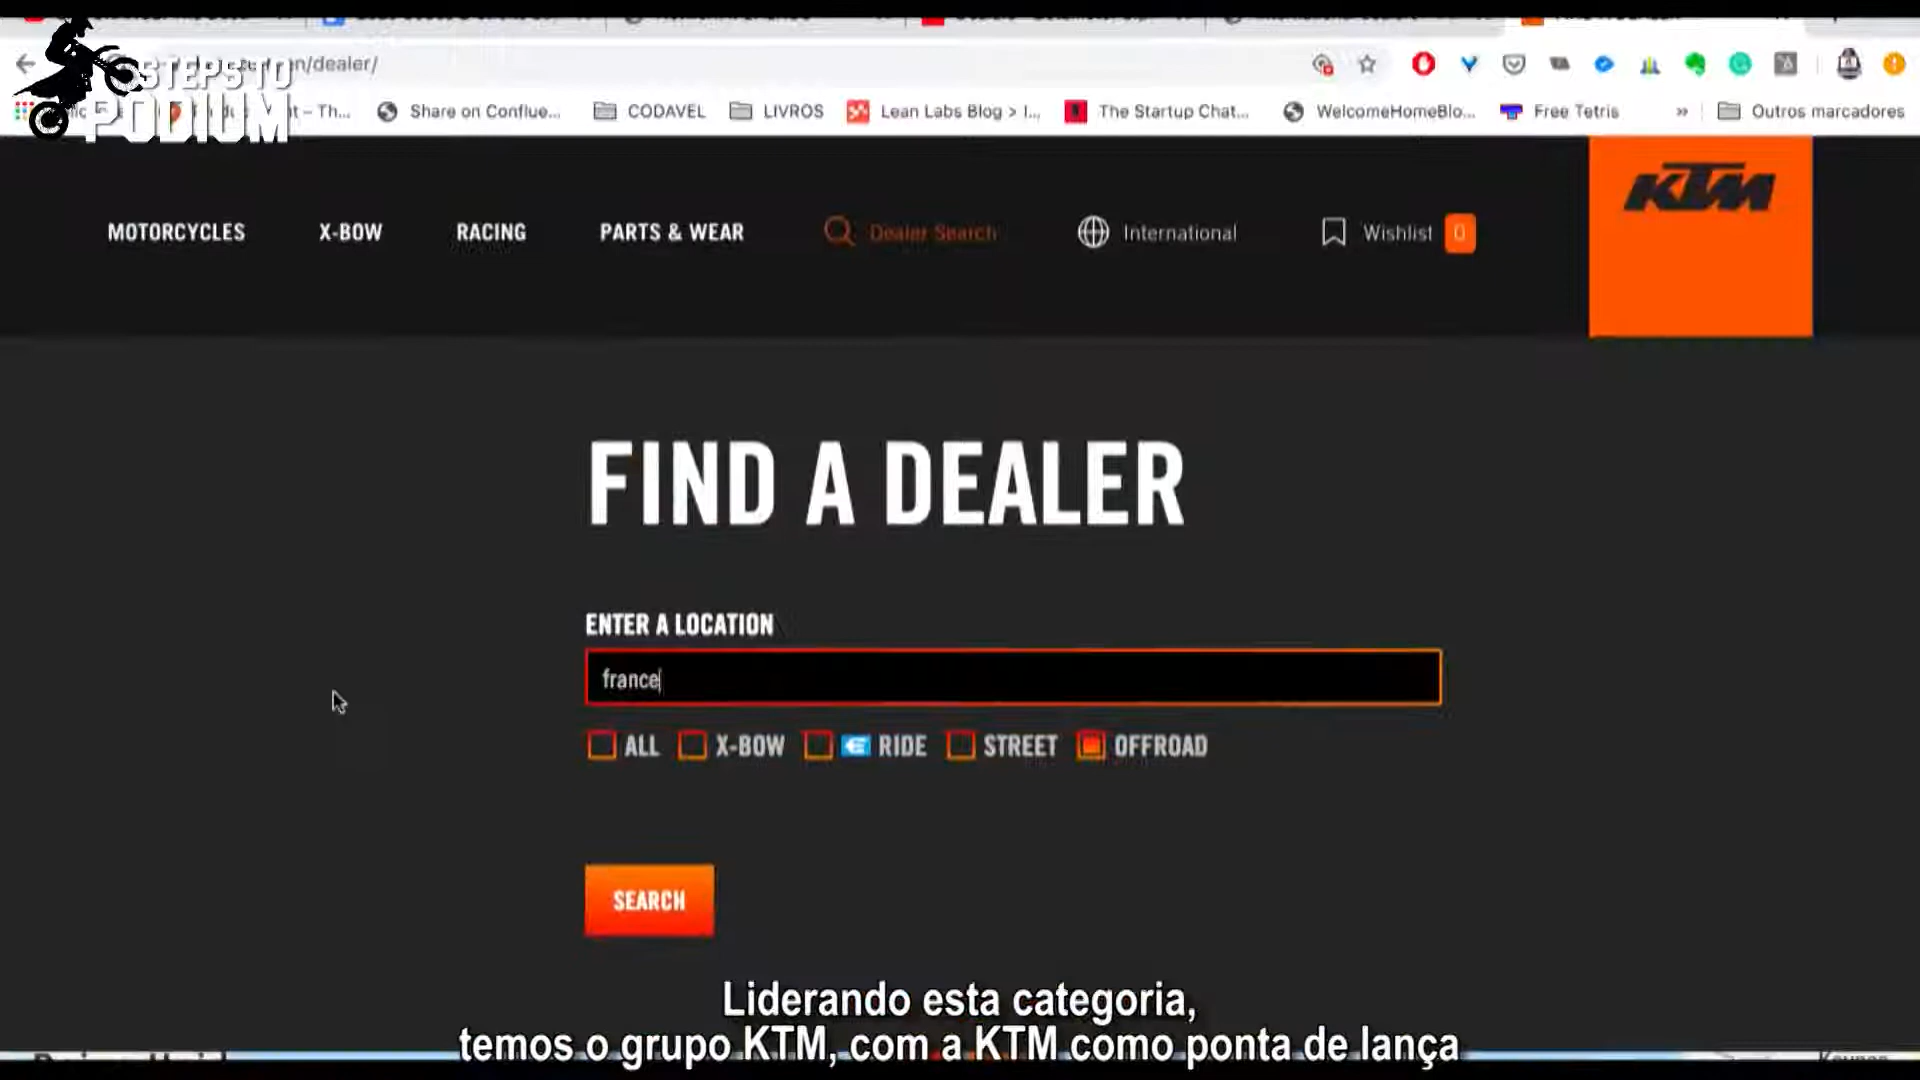 STEPS TO
PODIUM
n/dealer/
t – Th...
Share on Conflue...
CODAVEL
LIVROS
Lean Labs Blog > I...
The Startup Chat...
WelcomeHomeBlo...
Free Tetris
»
Outros marcadores
KTM
MOTORCYCLES
X-BOW
RACING
PARTS & WEAR
Dealer Search
International
Wishlist
0
FIND A DEALER
ENTER A LOCATION
france
ALL
X-BOW
RIDE
STREET
OFFROAD
SEARCH
Liderando esta categoria,
temos o grupo KTM, com a KTM como ponta de lança